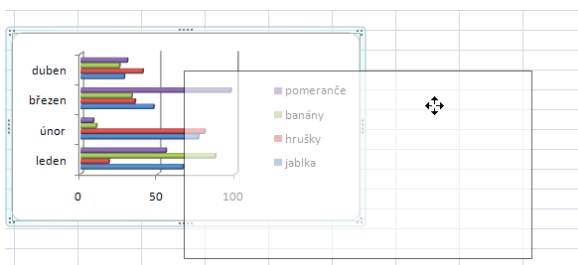 duben
březen
únor
leden
0 50 100
pomeranče
banány
hrušky
jablka